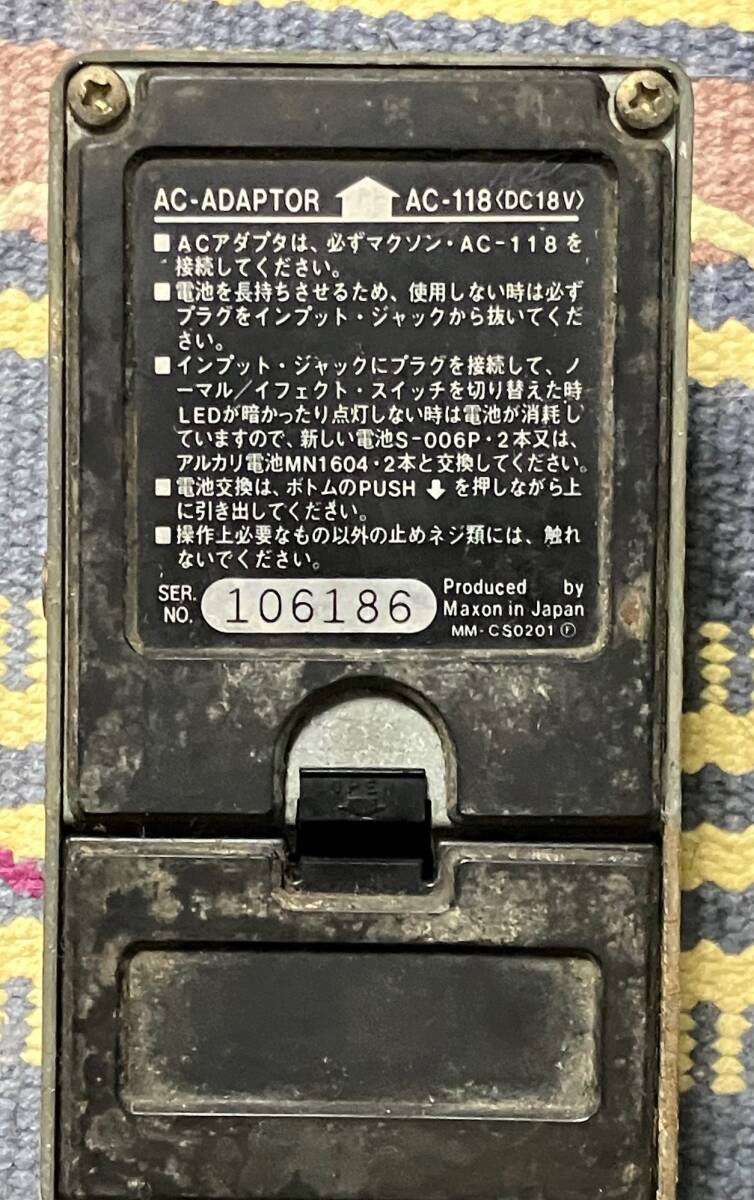 AC-ADAPTOR AC-118〈DC18V〉
■ACアダプタは、必ずマクソン・AC-118を
接続してください。
■電池を長持ちさせるため、使用しない時は必ず
プラグをインプット・ジャックから抜いてくだ
さい。
■インプット・ジャックにプラグを接続して、ノ
ーマル/イフェクト・スイッチを切り替えた時
LEDが暗かったり点灯しない時は電池が消耗し
ていますので、新しい電池S-006P・2本又は、
アルカリ電池MN1604・2本と交換してください。
■電池交換は、ボトムのPUSH ⬇ を押しながら上
に引き出してください。
■操作上必要なもの以外の止めネジ類には、触れ
ないでください。
SER. NO. 106186
Produced by
Maxon in Japan
MM-CS0201 Ⓕ
OPEN